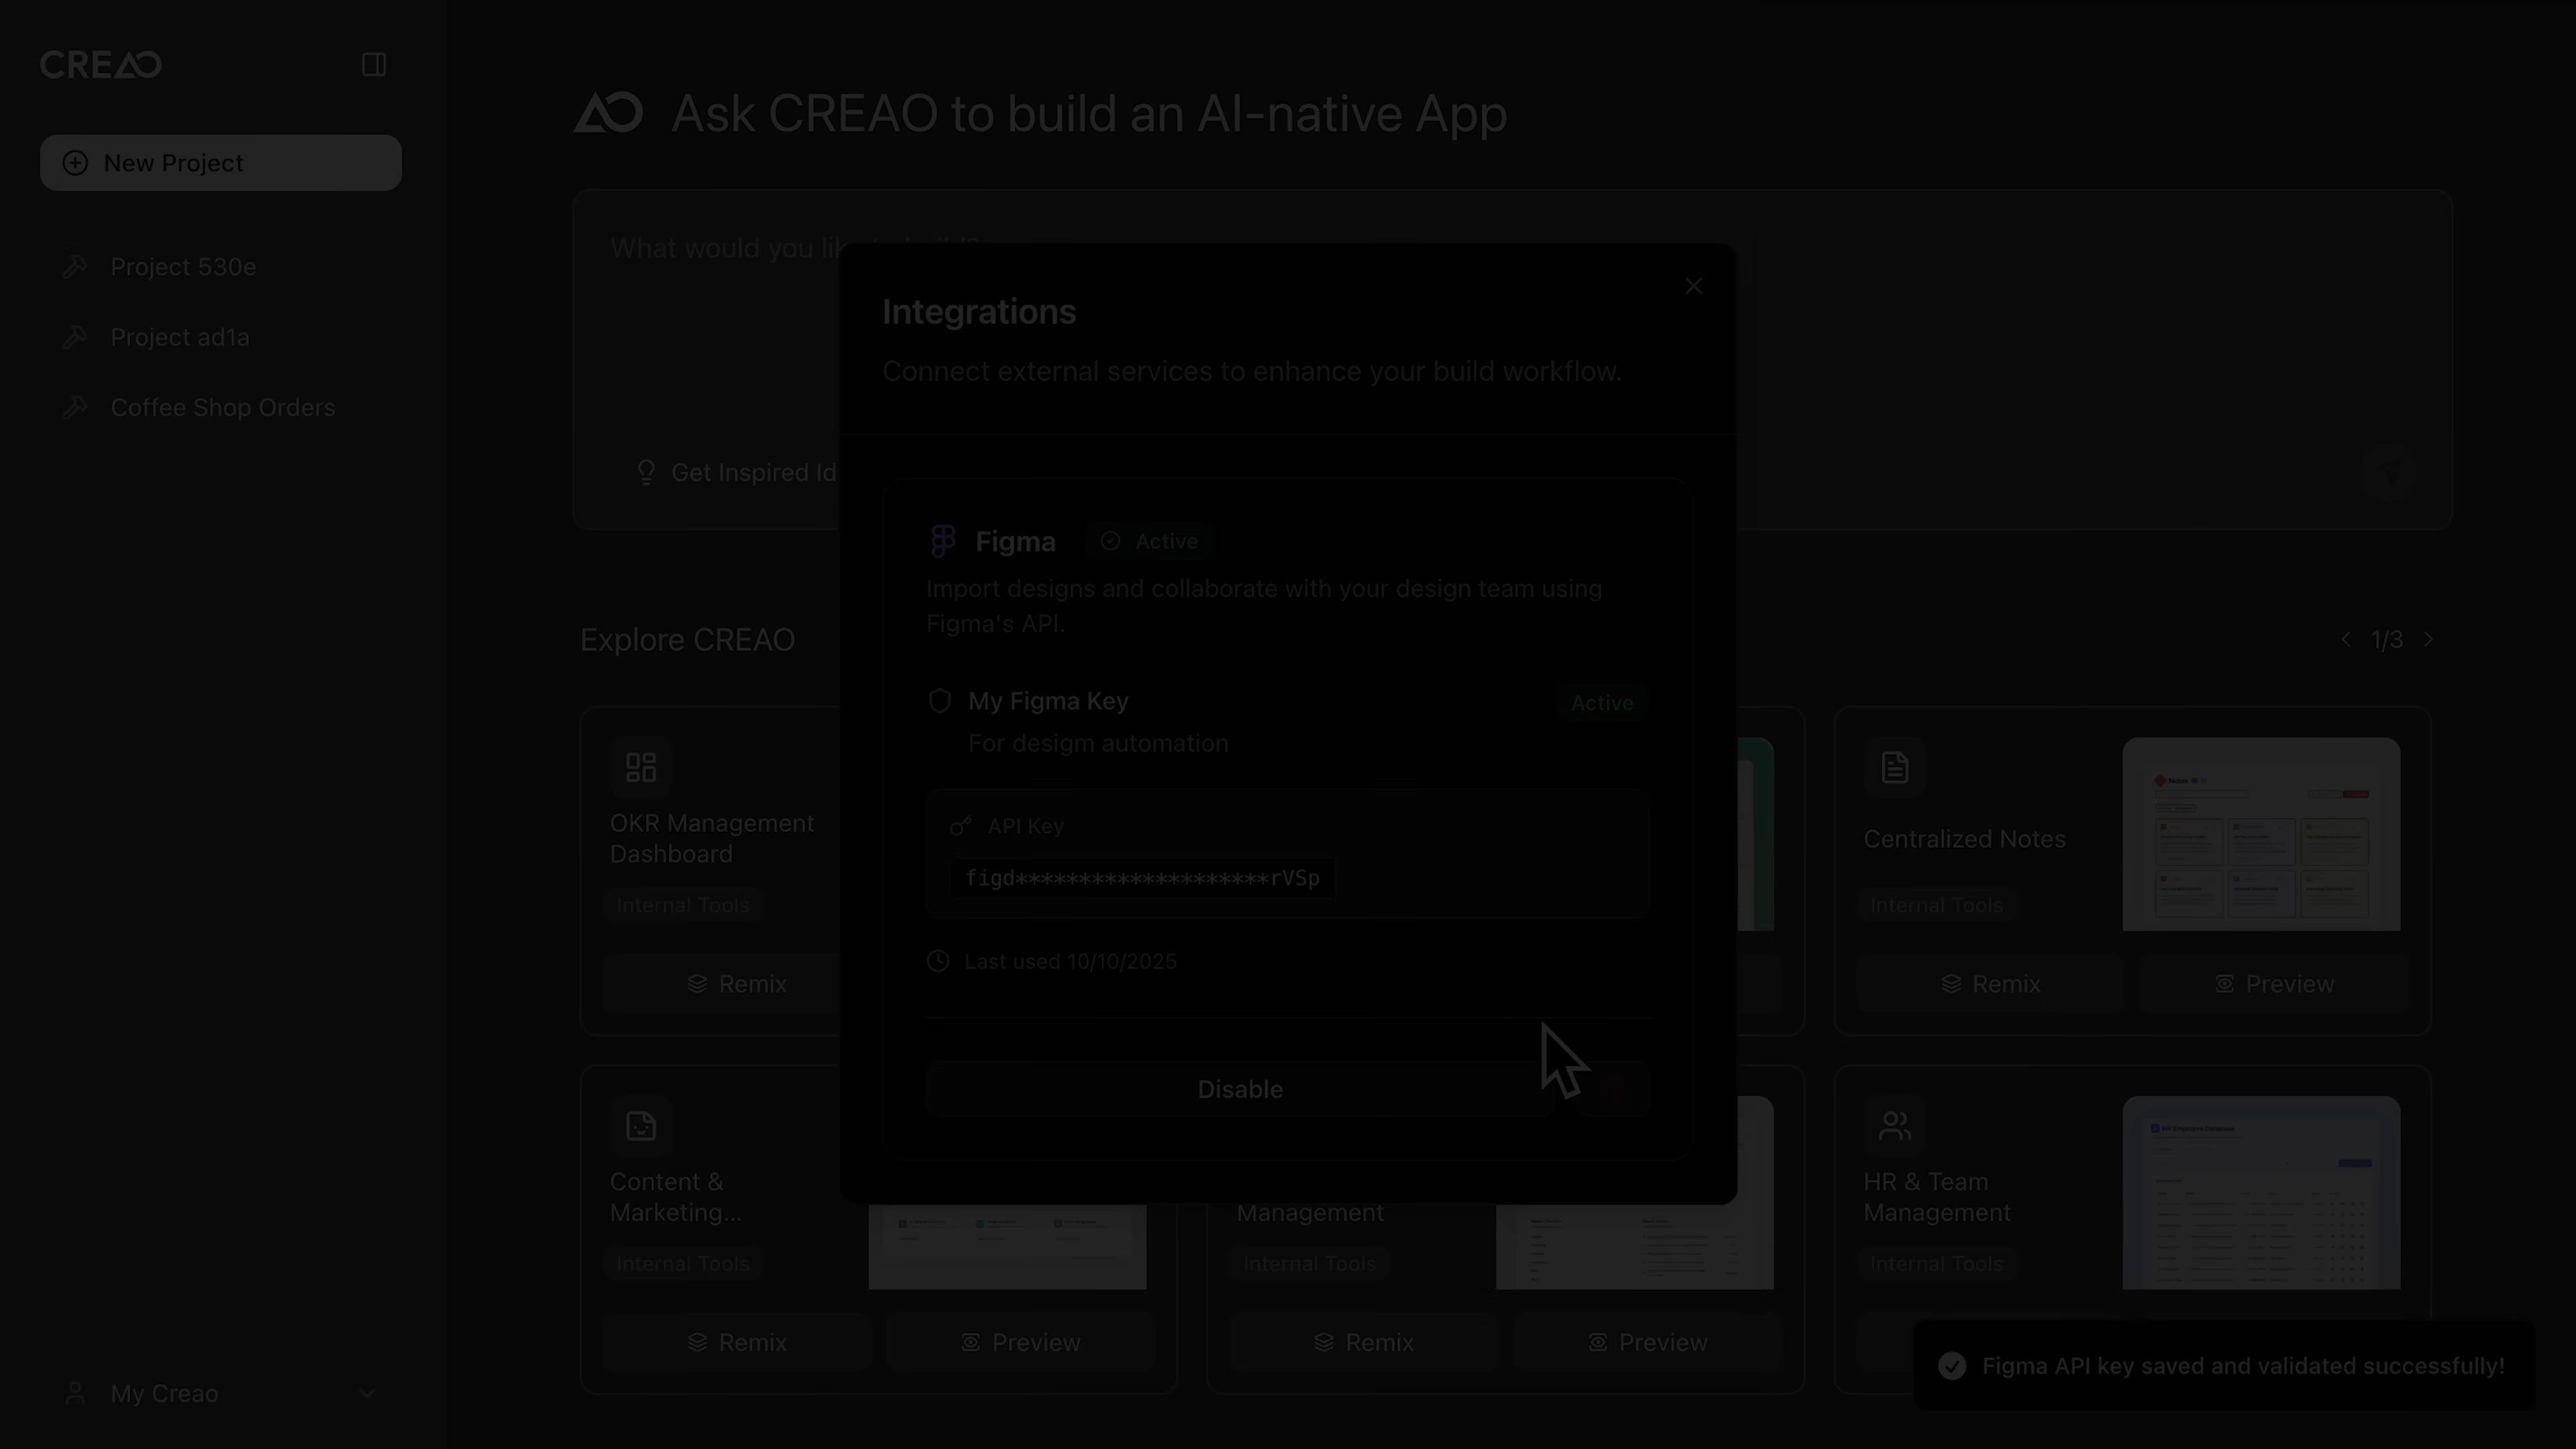 CREAO
New Project
Project 530e
Project ad1a
Coffee Shop Orders
My Creao
Ask CREAO to build an AI-native App
What would you li
Get Inspired Id
Explore CREAO
1/3
OKR Management
Dashboard
Internal Tools
Remix
Centralized Notes
Internal Tools
Remix
Preview
Content &
Marketing...
Internal Tools
Remix
Preview
Management
Internal Tools
Remix
Preview
HR & Team
Management
Internal Tools
Integrations
Connect external services to enhance your build workflow.
Figma
Active
Import designs and collaborate with your design team using
Figma's API.
My Figma Key
Active
For desigm automation
API Key
figd********************rVSp
Last used 10/10/2025
Disable
Figma API key saved and validated successfully!